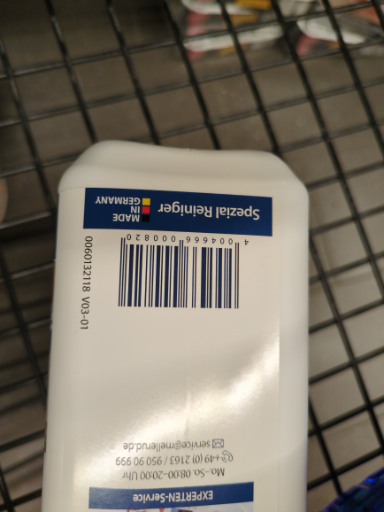 EXPERTEN-Service
Mo.–So. 08:00–20:00 Uhr
+49 (0) 2163 / 950 90 999
service@mellerud.de
0060132118 V03-01
4 004666 000820
Spezial Reiniger
MADE
IN
GERMANY